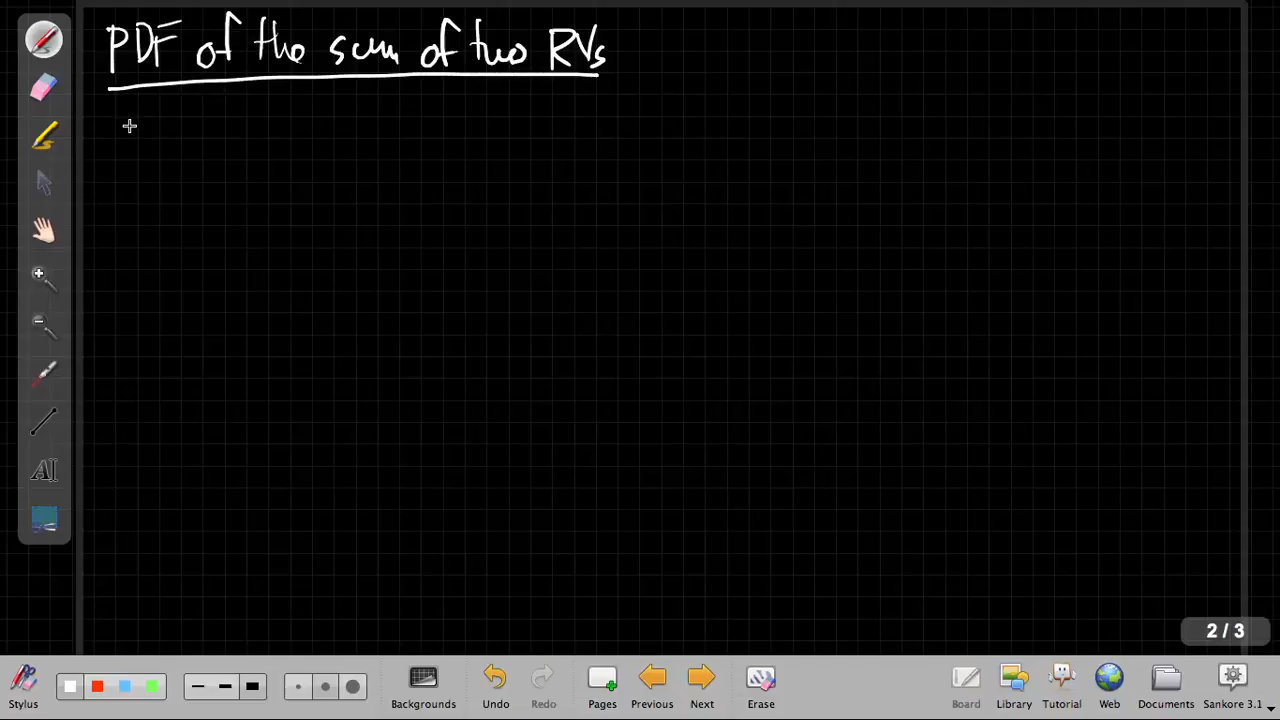 PDF of the sum of two RVs
AI
2 / 3
Stylus
Backgrounds
Undo
Redo
Pages
Previous
Next
Erase
Board
Library
Tutorial
Web
Documents
Sankore 3.1